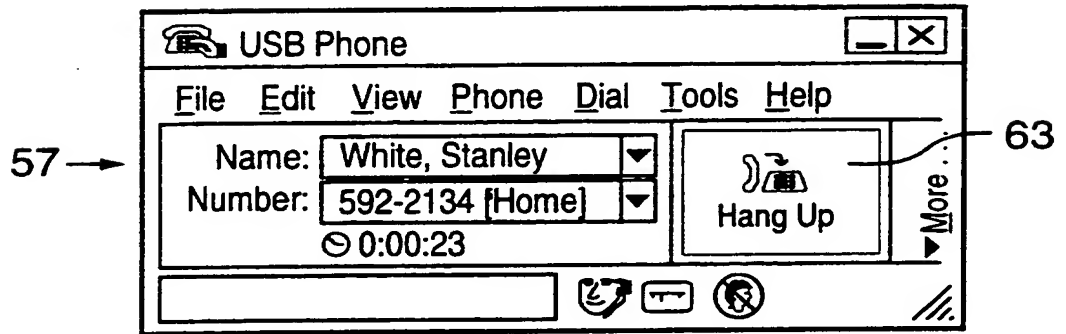 USB Phone
File Edit View Phone Dial Tools Help
57
Name: White, Stanley
Number: 592-2134 [Home]
0:00:23
Hang Up
More...
63